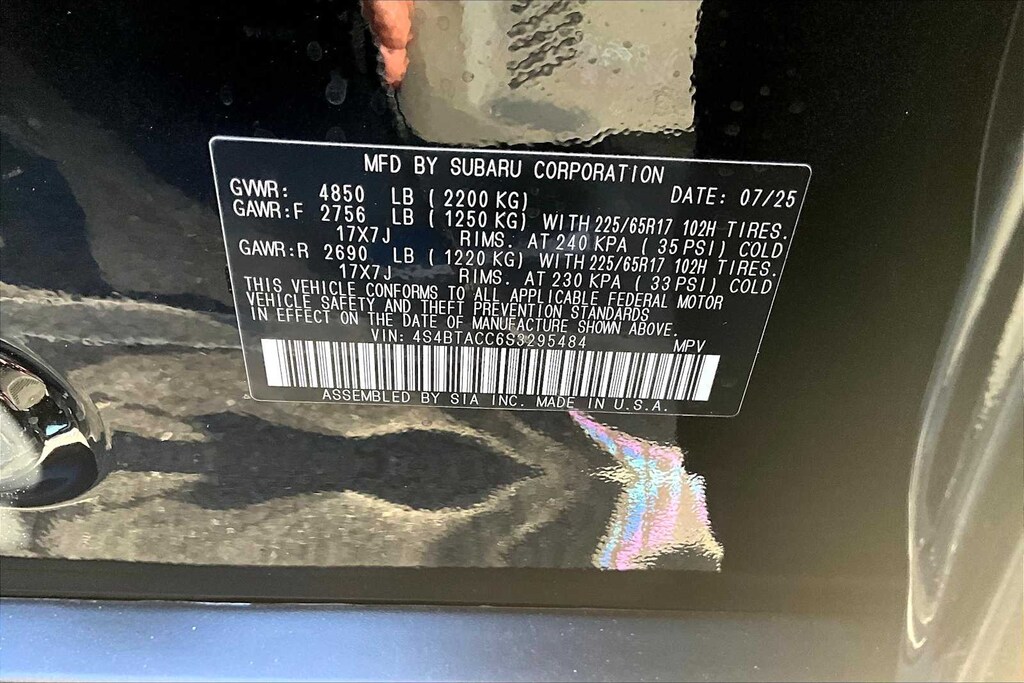 MFD BY SUBARU CORPORATION
GVWR: 4850 LB ( 2200 KG) DATE: 07/25
GAWR:F 2756 LB ( 1250 KG) WITH 225/65R17 102H TIRES.
17X7J RIMS. AT 240 KPA ( 35 PSI) COLD
GAWR:R 2690 LB ( 1220 KG) WITH 225/65R17 102H TIRES.
17X7J RIMS. AT 230 KPA ( 33 PSI) COLD
THIS VEHICLE CONFORMS TO ALL APPLICABLE FEDERAL MOTOR
VEHICLE SAFETY AND THEFT PREVENTION STANDARDS
IN EFFECT ON THE DATE OF MANUFACTURE SHOWN ABOVE.
VIN: 4S4BTACC6S3295484 MPV
ASSEMBLED BY SIA INC. MADE IN U.S.A.